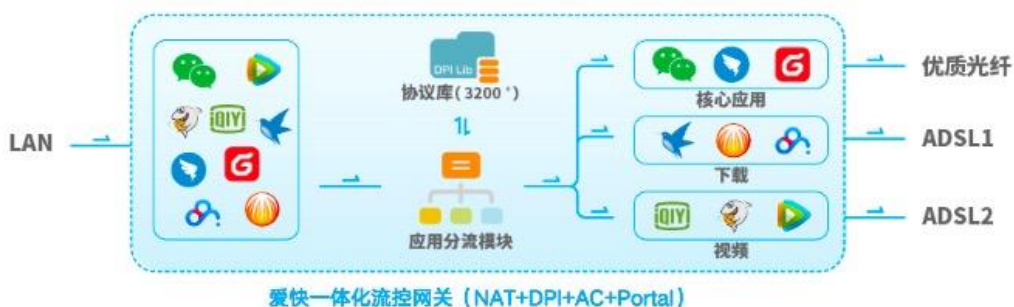 LAN
iQIYI
DPI Lib
协议库(3200+)
应用分流模块
核心应用
下载
iQIYI
视频
优质光纤
ADSL1
ADSL2
爱快一体化流控网关（NAT+DPI+AC+Portal）